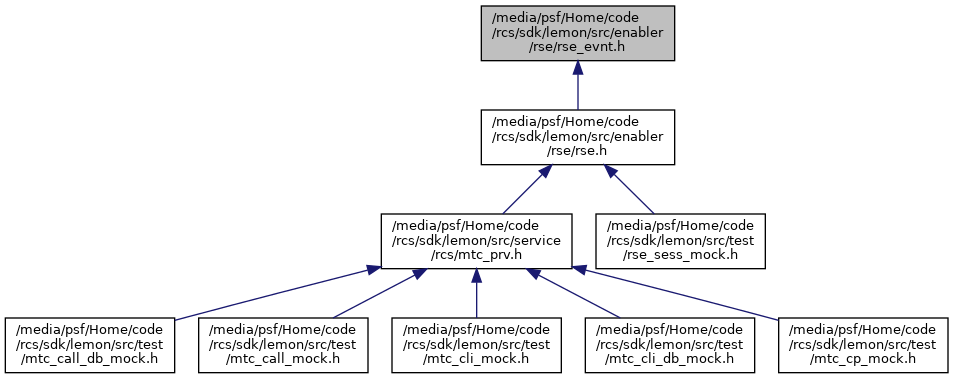 /media/psf/Home/code
/rcs/sdk/lemon/src/enabler
/rse/rse_evnt.h
/media/psf/Home/code
/rcs/sdk/lemon/src/enabler
/rse/rse.h
/media/psf/Home/code
/rcs/sdk/lemon/src/service
/rcs/mtc_prv.h
/media/psf/Home/code
/rcs/sdk/lemon/src/test
/rse_sess_mock.h
/media/psf/Home/code
/rcs/sdk/lemon/src/test
/mtc_call_db_mock.h
/media/psf/Home/code
/rcs/sdk/lemon/src/test
/mtc_call_mock.h
/media/psf/Home/code
/rcs/sdk/lemon/src/test
/mtc_cli_mock.h
/media/psf/Home/code
/rcs/sdk/lemon/src/test
/mtc_cli_db_mock.h
/media/psf/Home/code
/rcs/sdk/lemon/src/test
/mtc_cp_mock.h